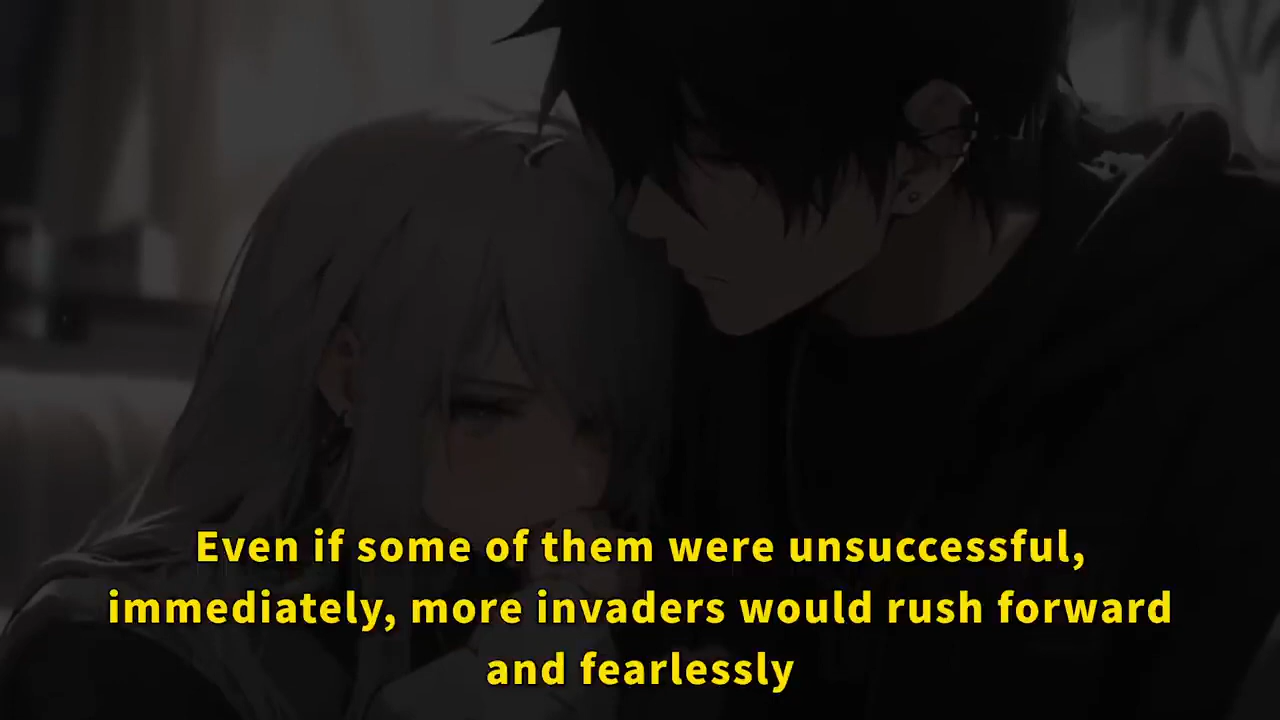 Even if some of them were unsuccessful,
immediately, more invaders would rush forward
and fearlessly